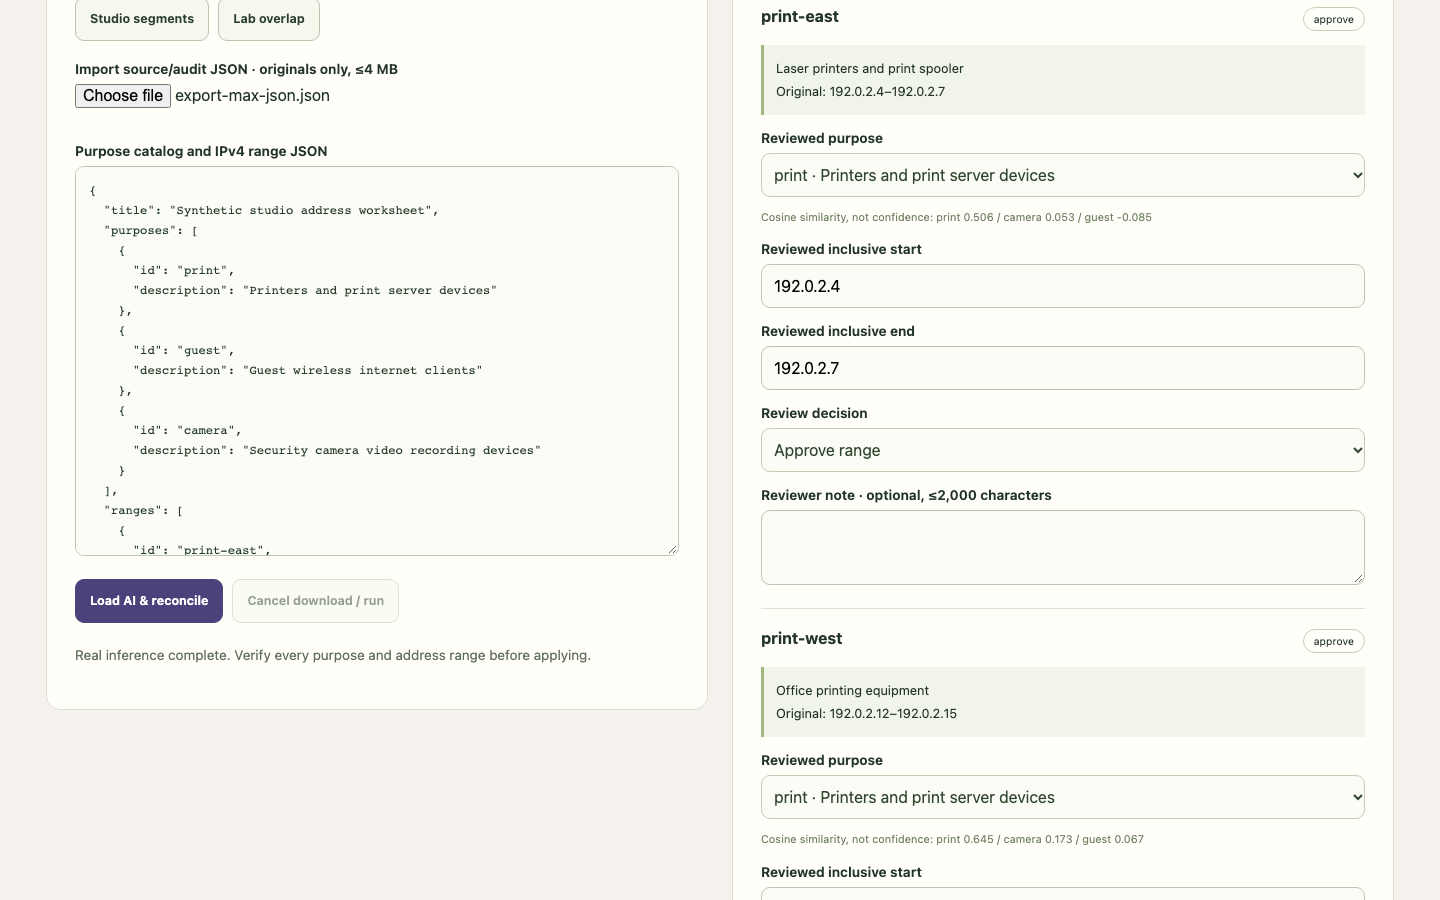 Studio segments
Lab overlap
Import source/audit JSON · originals only, ≤4 MB
Choose file export-max-json.json
Purpose catalog and IPv4 range JSON
{
  "title": "Synthetic studio address worksheet",
  "purposes": [
    {
      "id": "print",
      "description": "Printers and print server devices"
    },
    {
      "id": "guest",
      "description": "Guest wireless internet clients"
    },
    {
      "id": "camera",
      "description": "Security camera video recording devices"
    }
  ],
  "ranges": [
    {
      "id": "print-east",
Load AI & reconcile
Cancel download / run
Real inference complete. Verify every purpose and address range before applying.
print-east
approve
Laser printers and print spooler
Original: 192.0.2.4–192.0.2.7
Reviewed purpose
print · Printers and print server devices
Cosine similarity, not confidence: print 0.506 / camera 0.053 / guest -0.085
Reviewed inclusive start
192.0.2.4
Reviewed inclusive end
192.0.2.7
Review decision
Approve range
Reviewer note · optional, ≤2,000 characters
print-west
approve
Office printing equipment
Original: 192.0.2.12–192.0.2.15
Reviewed purpose
print · Printers and print server devices
Cosine similarity, not confidence: print 0.645 / camera 0.173 / guest 0.067
Reviewed inclusive start